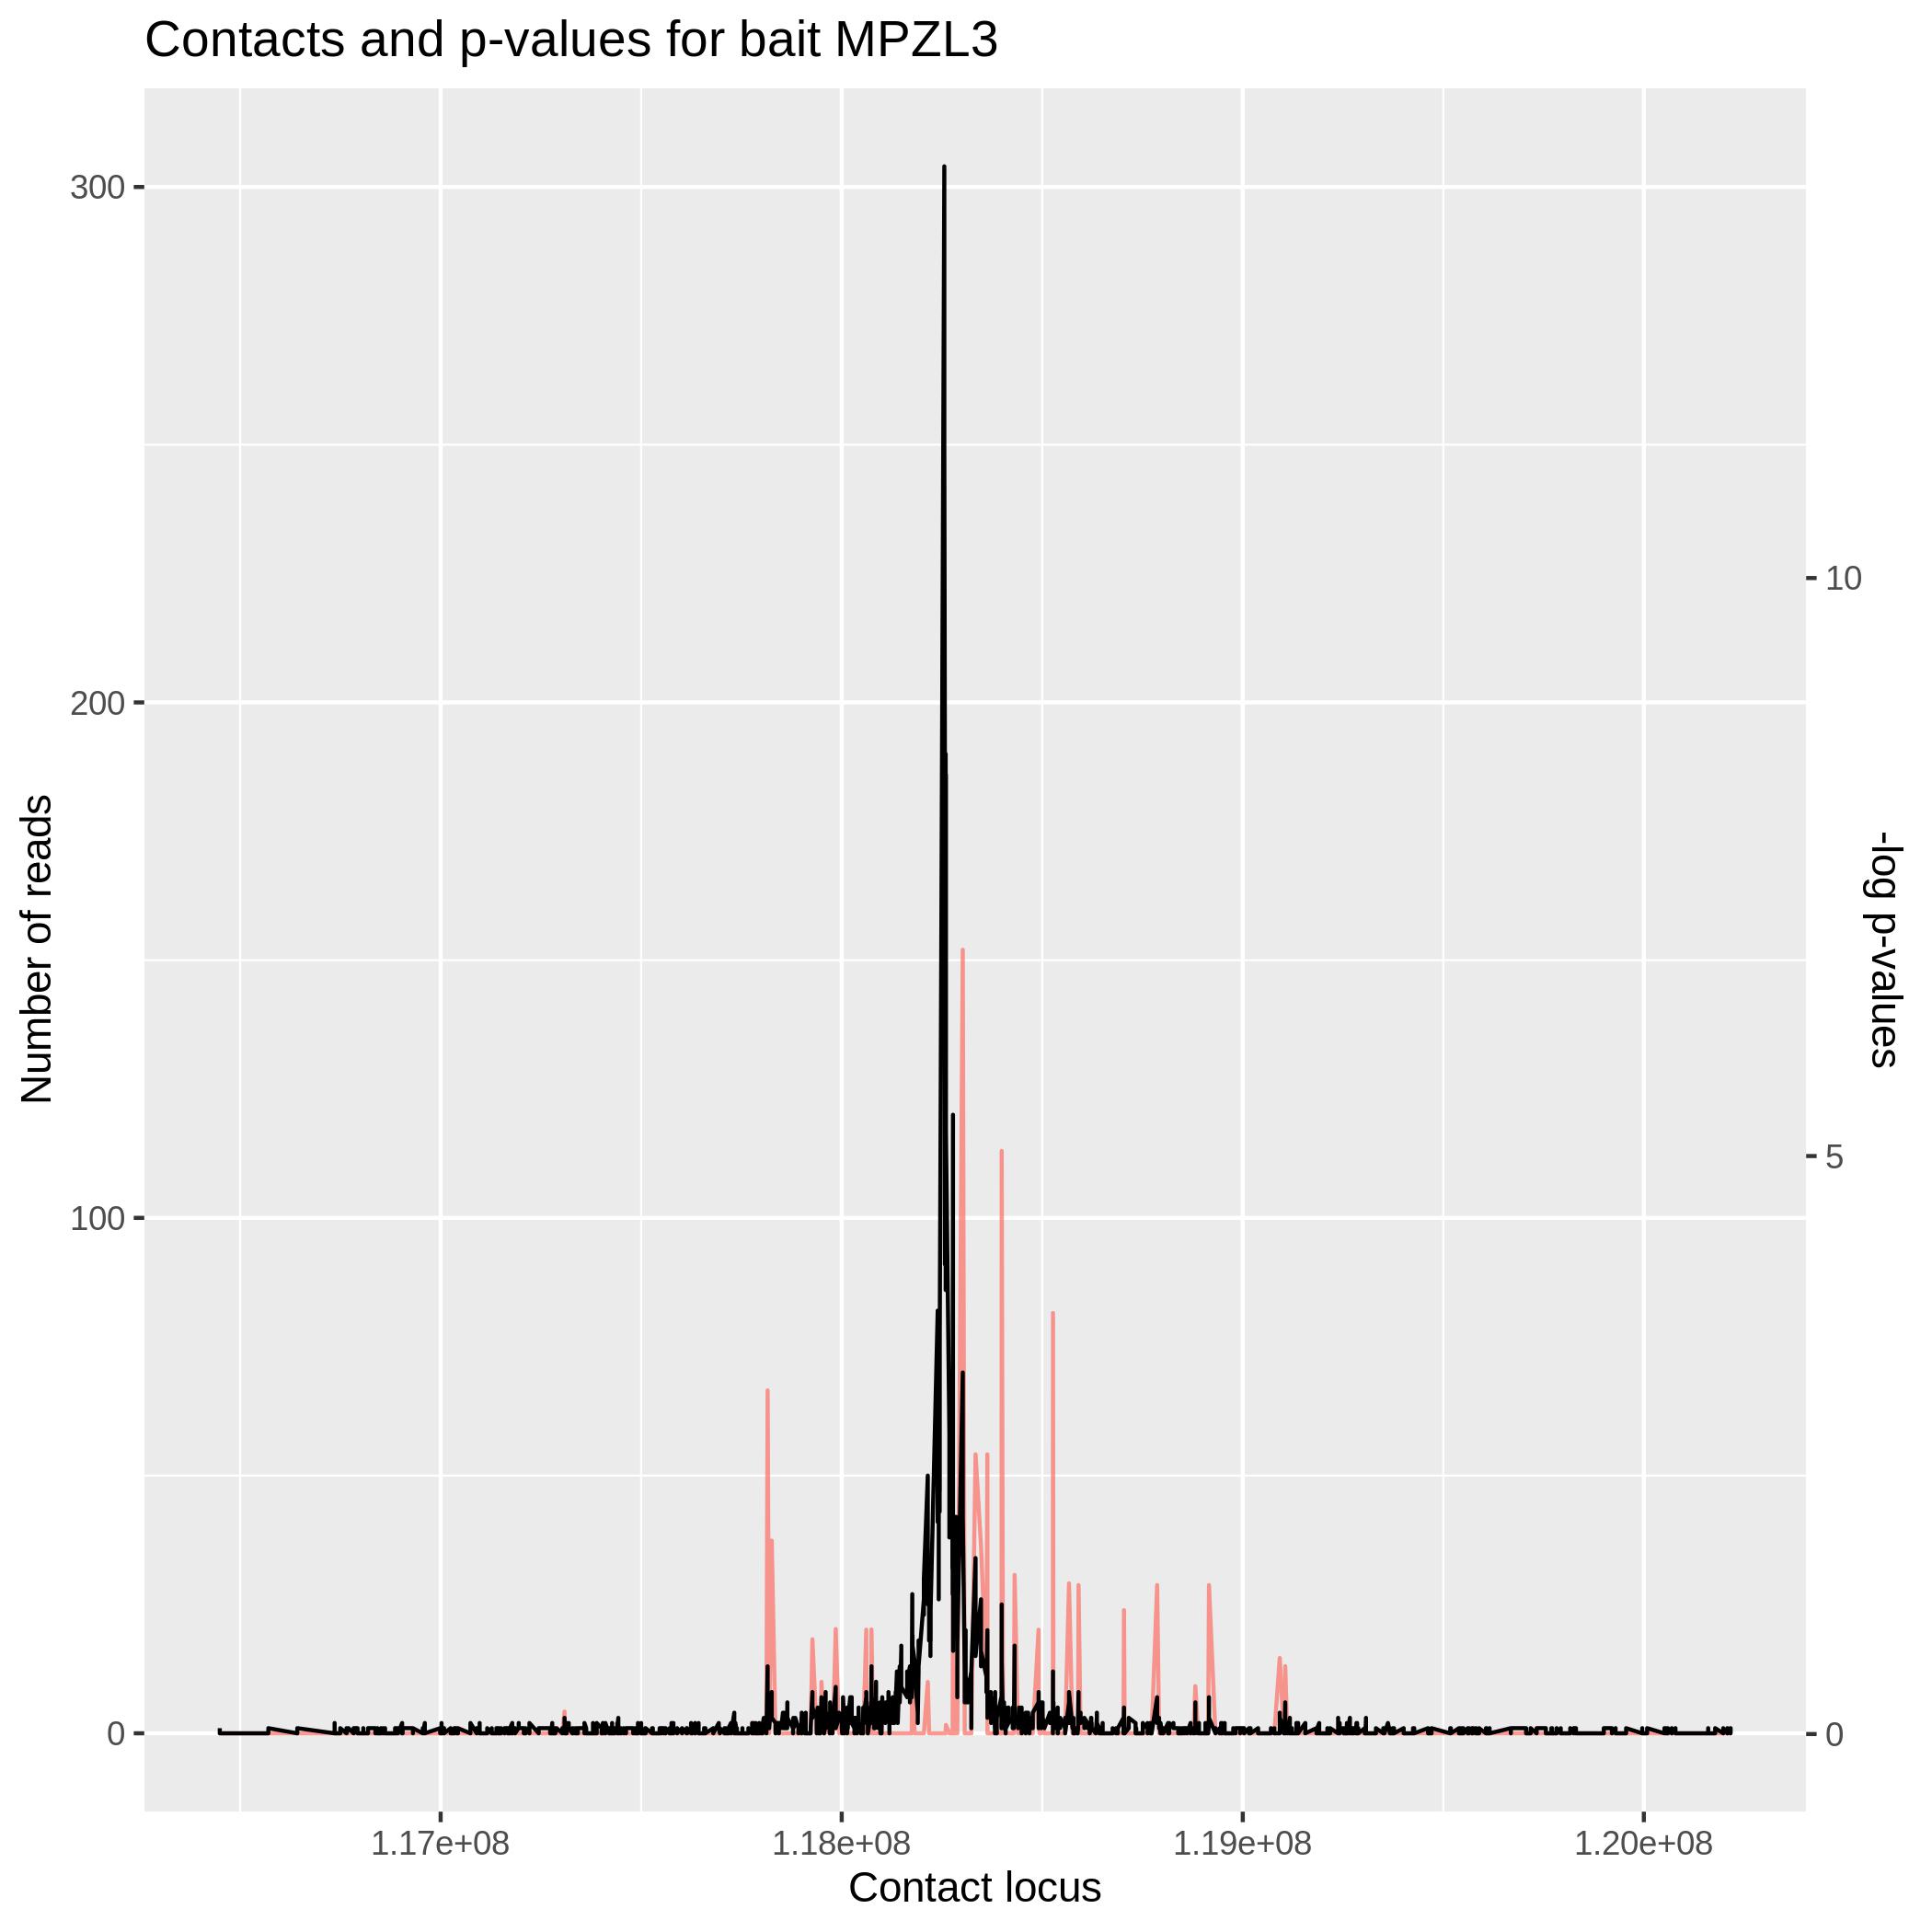 Contacts and p-values for bait MPZL3
300
200
100
0
Number of reads
10
5
0
-log p-values
1.17e+08
1.18e+08
1.19e+08
1.20e+08
Contact locus